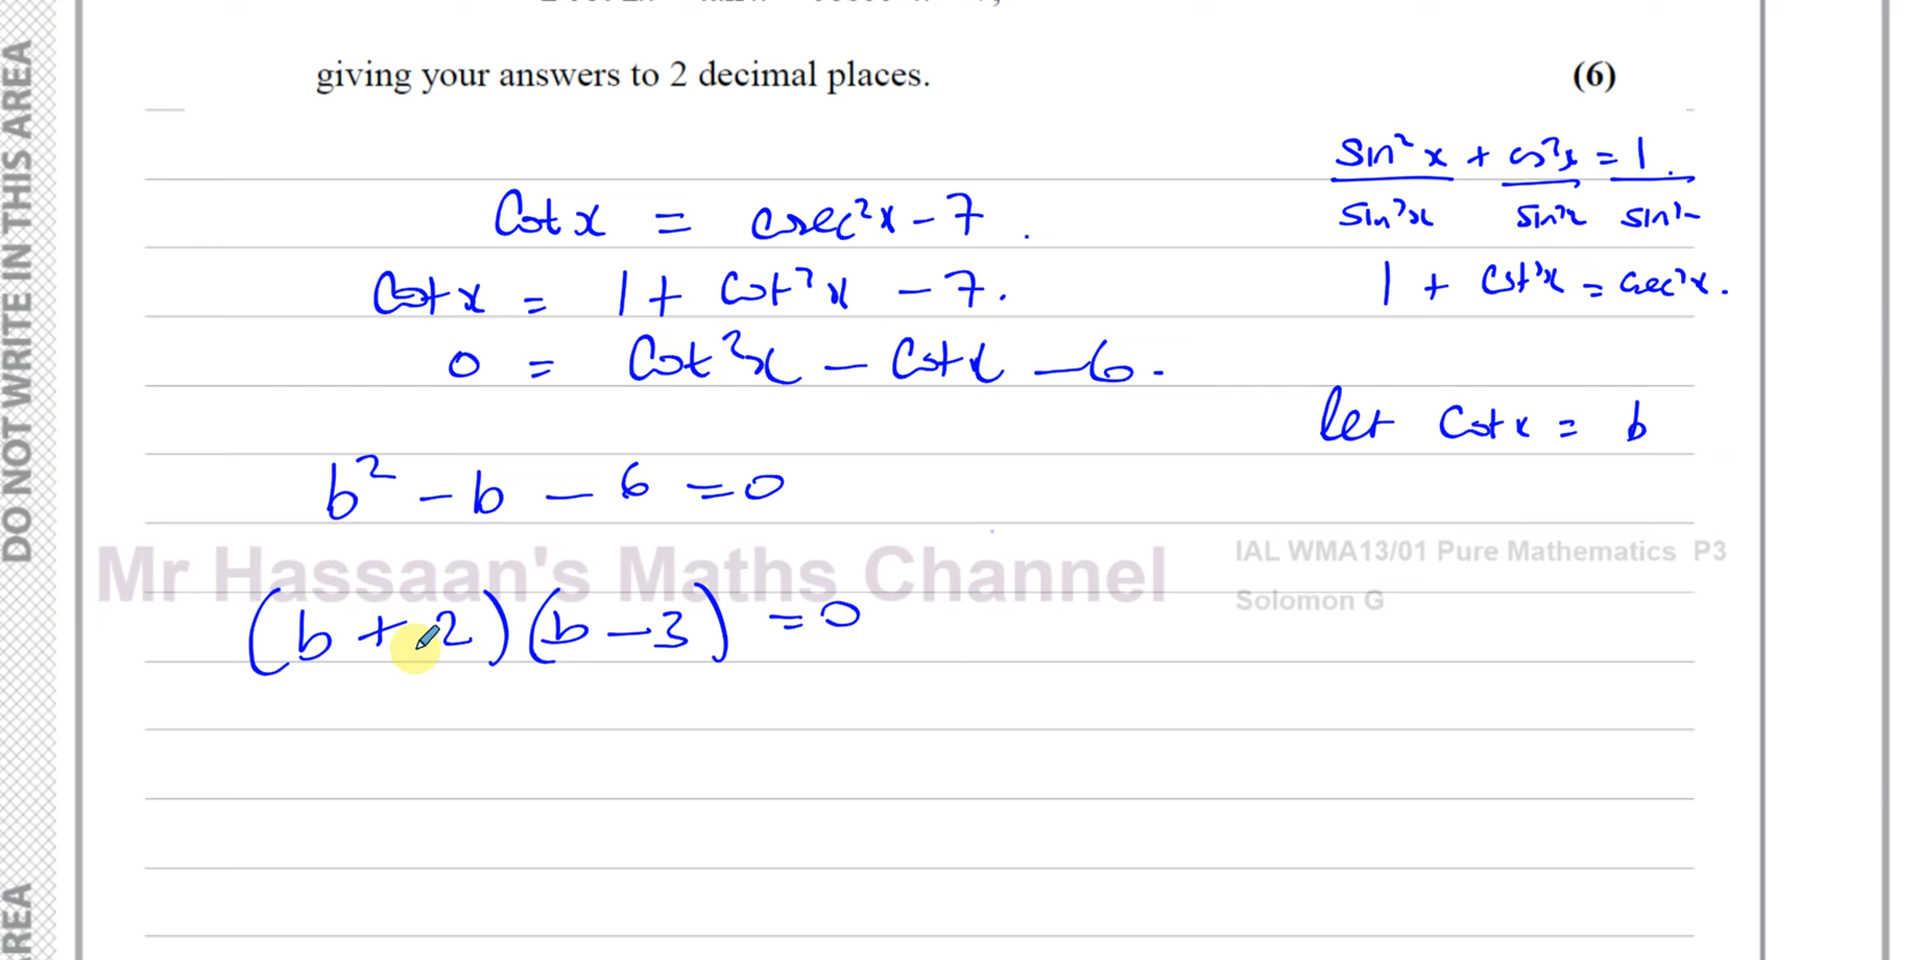 giving your answers to 2 decimal places. (6)
sin²x + cos²x = 1
sin²x sin²x sin²
Cot x = cosec²x - 7.
Cot x = 1 + Cot²x - 7.
1 + Cot²x = cosec²x.
0 = Cot²x - Cot x - 6.
let Cot x = b
b² - b - 6 = 0
Mr Hassaan's Maths Channel
IAL WMA13/01 Pure Mathematics P3
Solomon G
(b + 2)(b - 3) = 0
DO NOT WRITE IN THIS AREA
REA